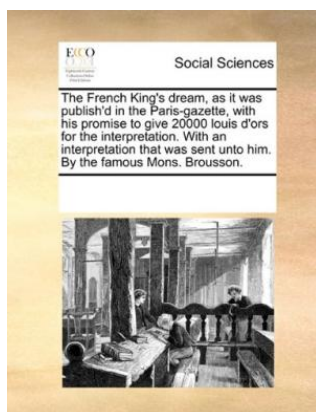 ECCO
Social Sciences
The French King's dream, as it was
publish'd in the Paris-gazette, with
his promise to give 20000 louis d'ors
for the interpretation. With an
interpretation that was sent unto him.
By the famous Mons. Brousson.